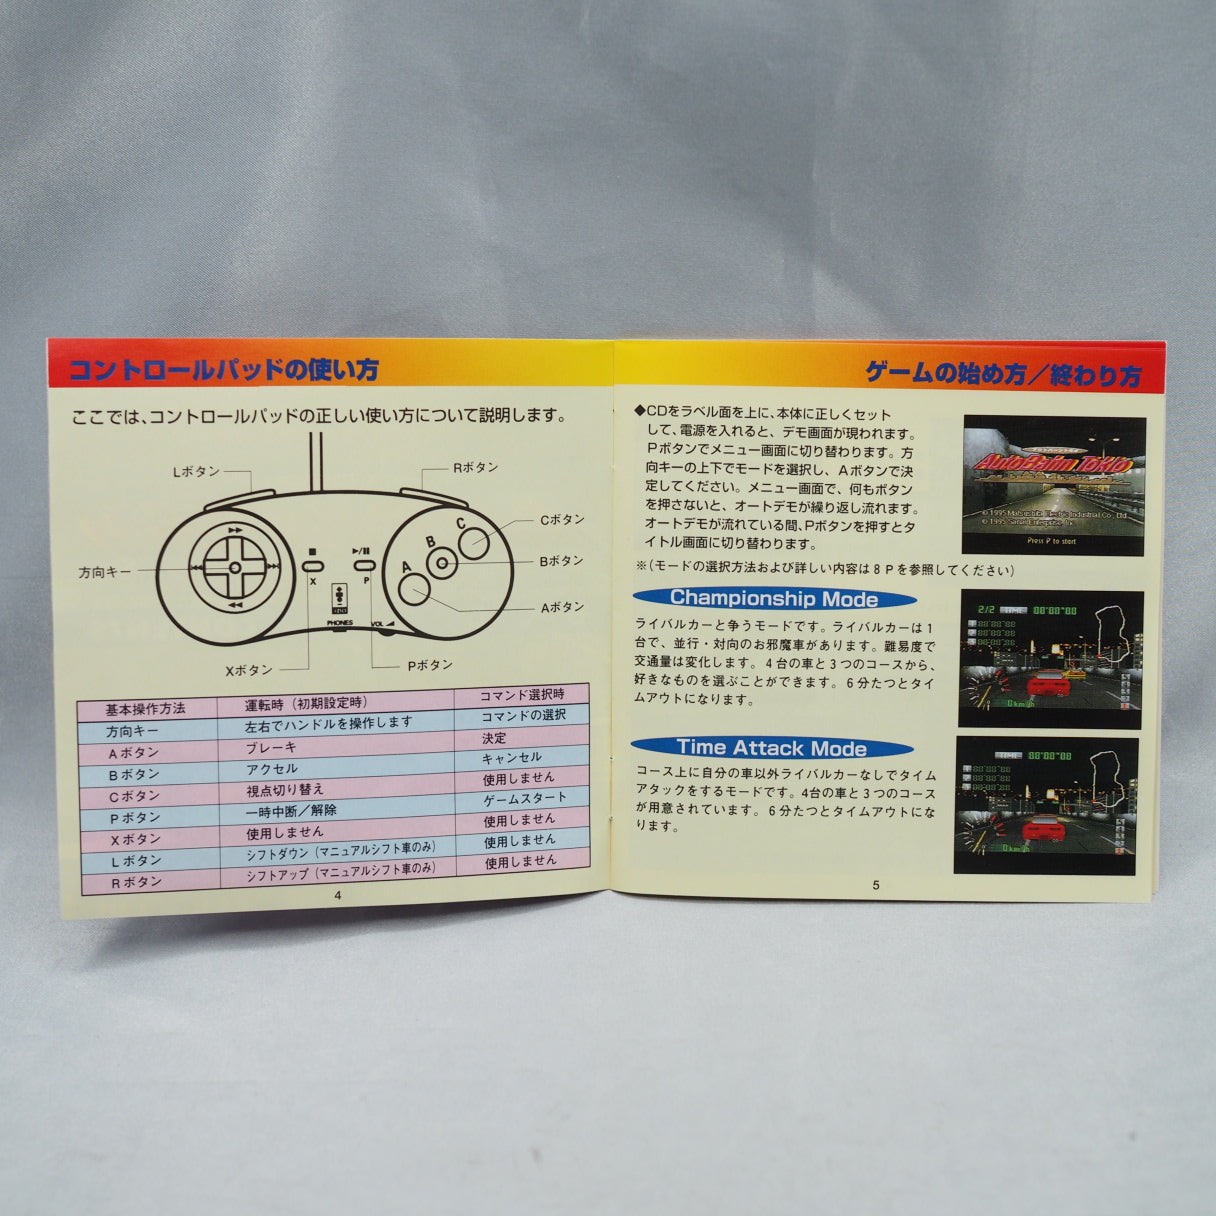 コントロールパッドの使い方
ここでは、コントロールパッドの正しい使い方について説明します。
Lボタン
Rボタン
Cボタン
Bボタン
Aボタン
方向キー
Xボタン
Pボタン
C
B
A
X
P
PHONES
VOL
基本操作方法 運転時（初期設定時） コマンド選択時
方向キー 左右でハンドルを操作します コマンドの選択
Aボタン ブレーキ 決定
Bボタン アクセル キャンセル
Cボタン 視点切り替え 使用しません
Pボタン 一時中断／解除 ゲームスタート
Xボタン 使用しません 使用しません
Lボタン シフトダウン（マニュアルシフト車のみ） 使用しません
Rボタン シフトアップ（マニュアルシフト車のみ） 使用しません
4
ゲームの始め方／終わり方
◆CDをラベル面を上に、本体に正しくセット
して、電源を入れると、デモ画面が現われます。
Pボタンでメニュー画面に切り替わります。方
向キーの上下でモードを選択し、Aボタンで決
定してください。メニュー画面で、何もボタン
を押さないと、オートデモが繰り返し流れます。
オートデモが流れている間、Pボタンを押すとタ
イトル画面に切り替わります。
※(モードの選択方法および詳しい内容は8Pを参照してください)
AutoBahn Tokio
© 1995 Matsushita Electric Industrial Co., Ltd.
© 1995 Sanei Enterprise, Inc.
Press P to start
Championship Mode
ライバルカーと争うモードです。ライバルカーは1
台で、並行・対向のお邪魔車があります。難易度で
交通量は変化します。4台の車と3つのコースから、
好きなものを選ぶことができます。6分たつとタイ
ムアウトになります。
2/2 TIME 00'00"00
0km/h
Time Attack Mode
コース上に自分の車以外ライバルカーなしでタイム
アタックをするモードです。4台の車と3つのコース
が用意されています。6分たつとタイムアウトにな
ります。
TIME 00'00"00
0km/h
5